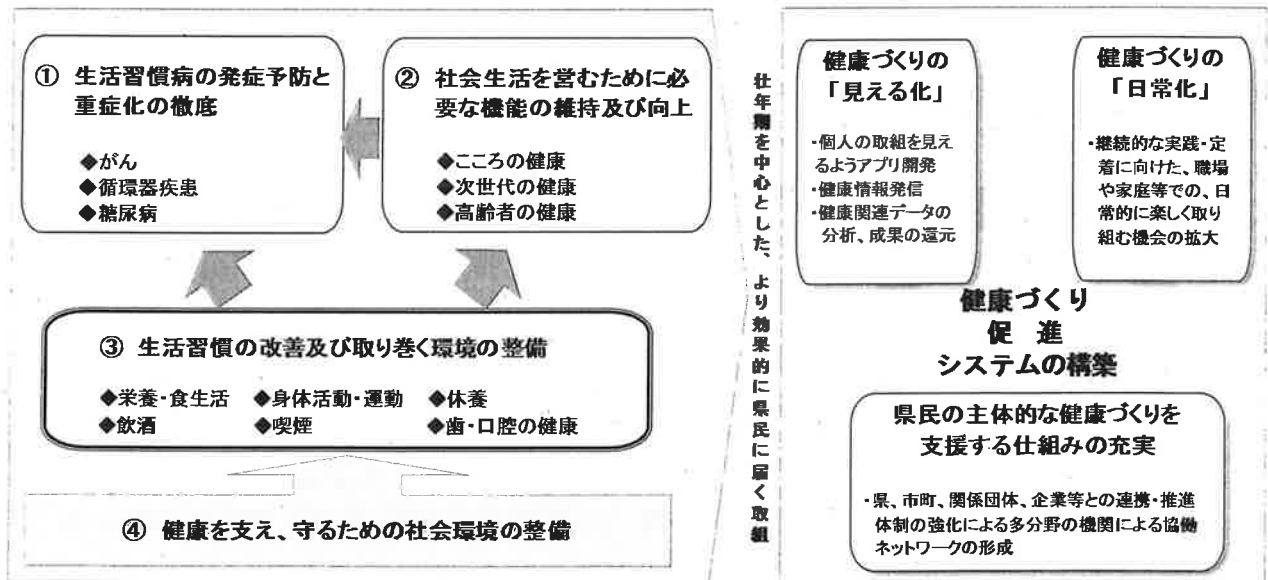 ① 生活習慣病の発症予防と
重症化の徹底
◆がん
◆循環器疾患
◆糖尿病
② 社会生活を営むために必
要な機能の維持及び向上
◆こころの健康
◆次世代の健康
◆高齢者の健康
③ 生活習慣の改善及び取り巻く環境の整備
◆栄養・食生活 ◆身体活動・運動 ◆休養
◆飲酒 ◆喫煙 ◆歯・口腔の健康
④ 健康を支え、守るための社会環境の整備
壮年期を中心とした、より効果的に県民に届く取組
健康づくりの
「見える化」
・個人の取組を見え
るようアプリ開発
・健康情報発信
・健康関連データの
分析、成果の還元
健康づくりの
「日常化」
・継続的な実践・定
着に向けた、職場
や家庭等での、日
常的に楽しく取り
組む機会の拡大
健康づくり
促 進
システムの構築
県民の主体的な健康づくりを
支援する仕組みの充実
・県、市町、関係団体、企業等との連携・推進
体制の強化による多分野の機関による協働
ネットワークの形成